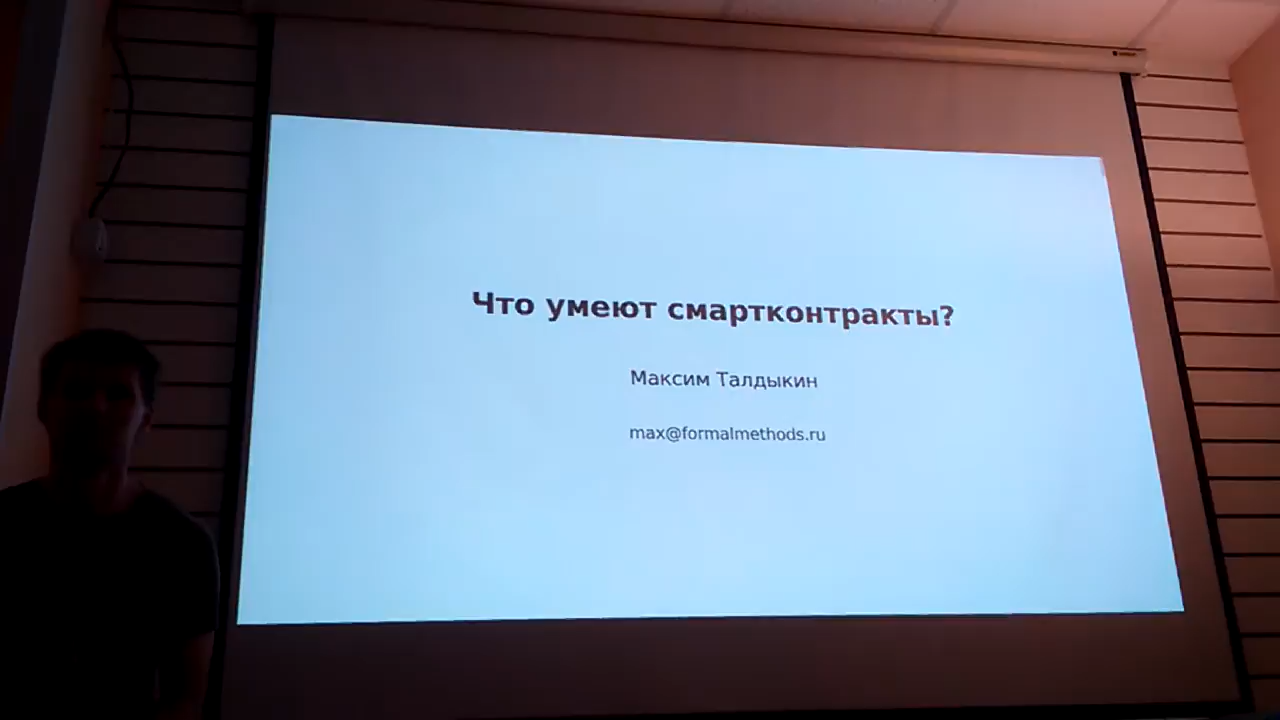 Что умеют смартконтракты?
Максим Талдыкин
max@formalmethods.ru